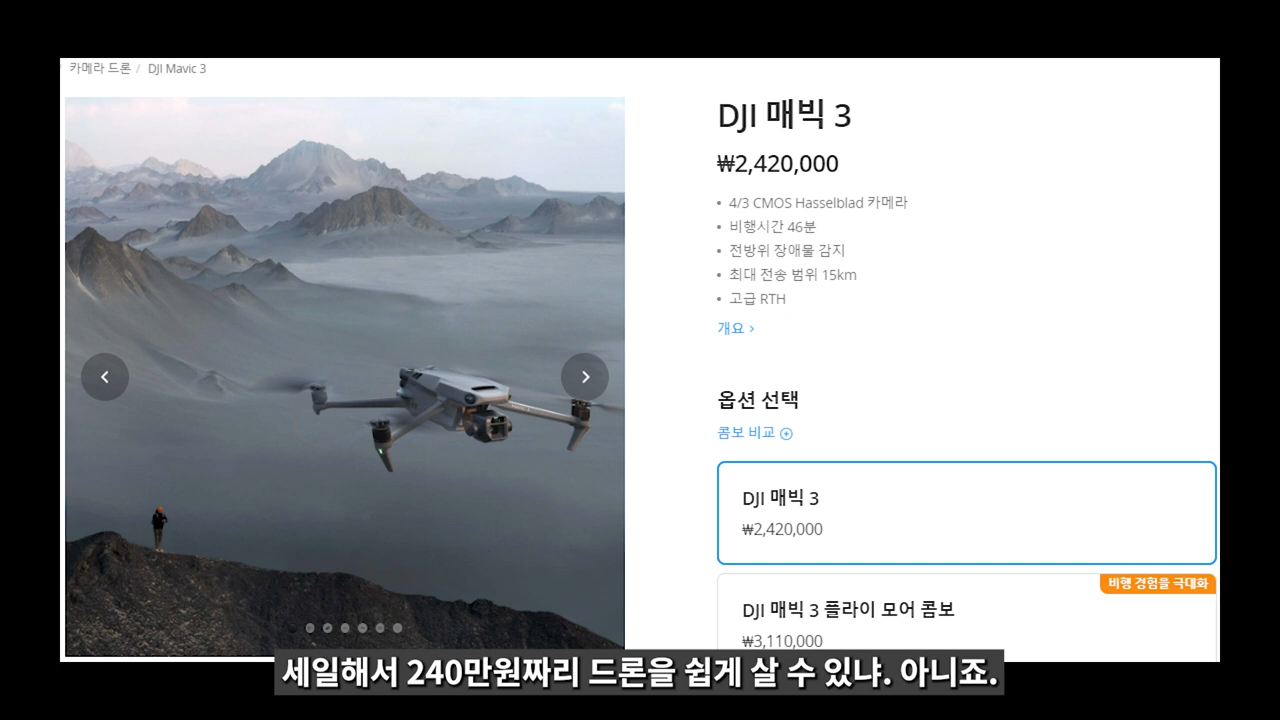 카메라 드론 / DJI Mavic 3
DJI 매빅 3
₩2,420,000
• 4/3 CMOS Hasselblad 카메라
• 비행시간 46분
• 전방위 장애물 감지
• 최대 전송 범위 15km
• 고급 RTH
개요 ›
옵션 선택
콤보 비교
DJI 매빅 3
₩2,420,000
비행 경험을 극대화
DJI 매빅 3 플라이 모어 콤보
₩3,110,000
세일해서 240만원짜리 드론을 쉽게 살 수 있냐. 아니죠.